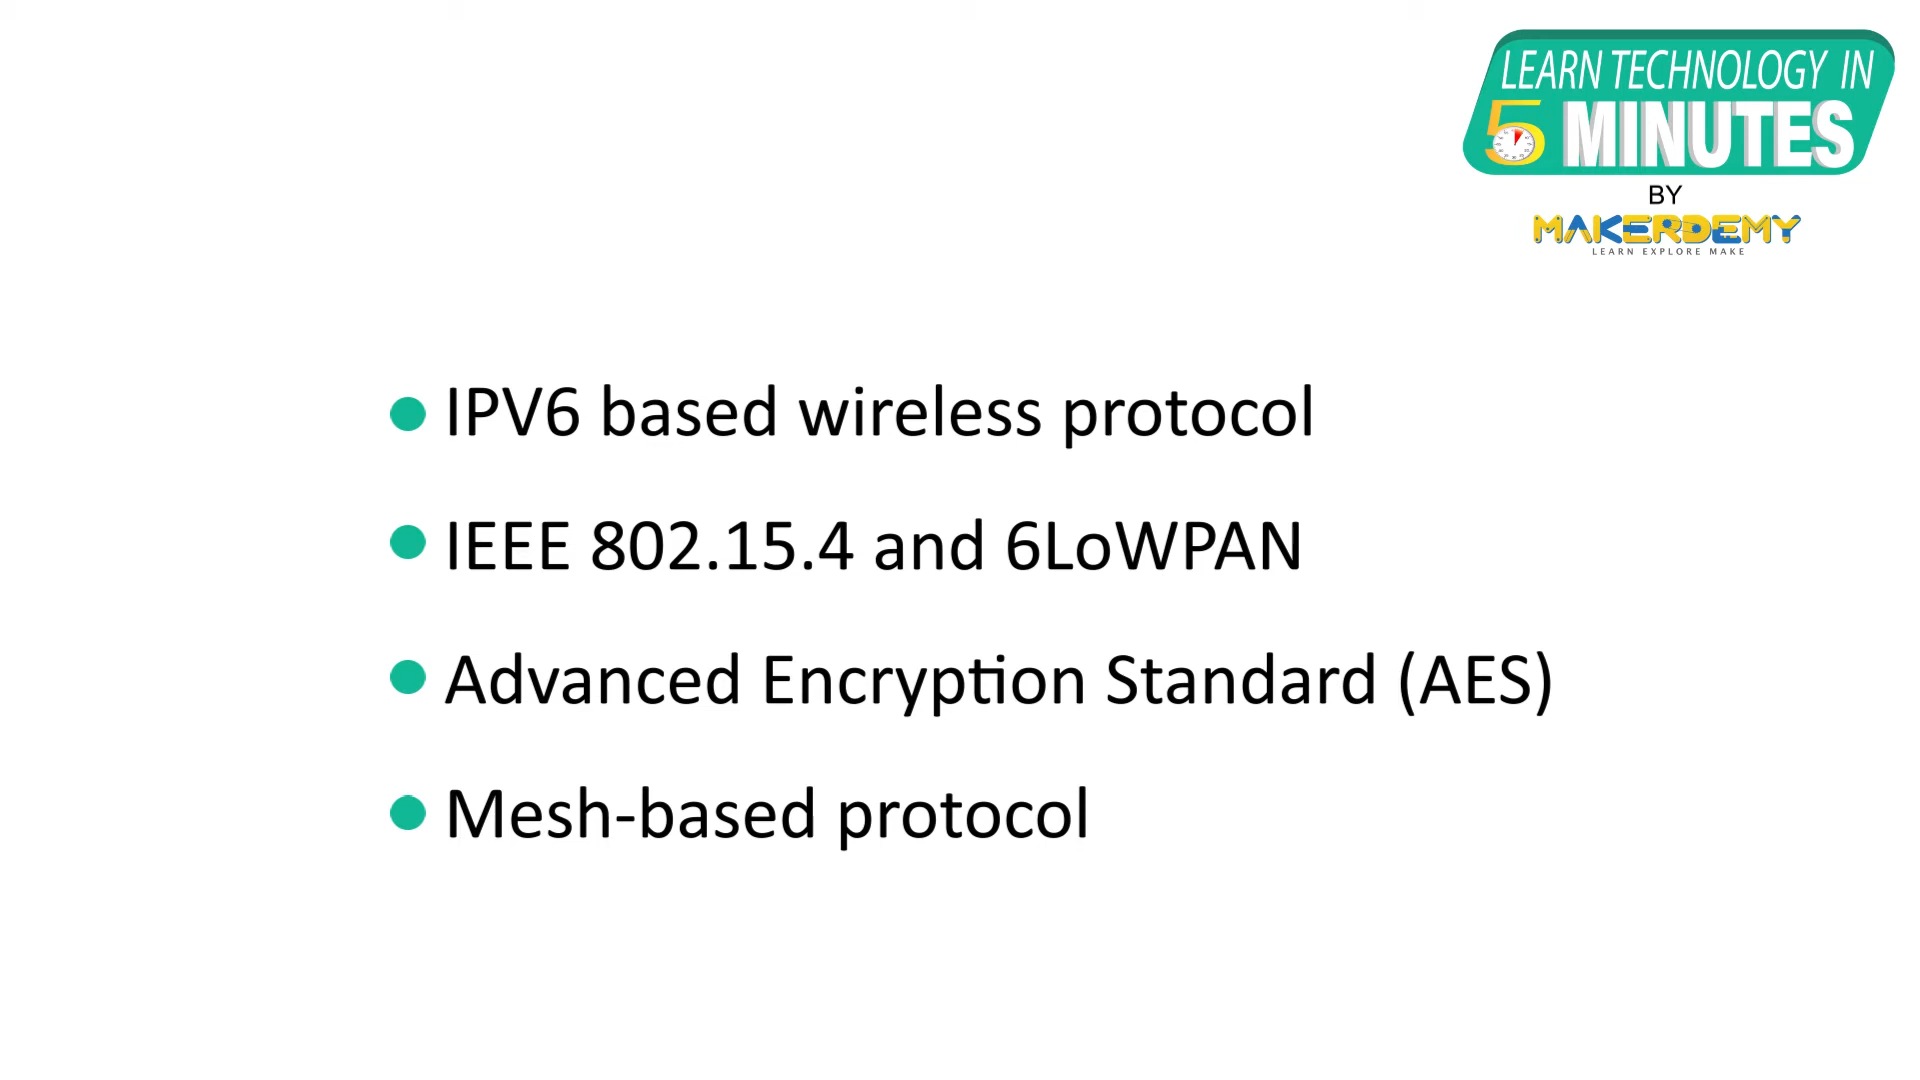 LEARN TECHNOLOGY IN
5 MINUTES
BY
MAKERDEMY
LEARN EXPLORE MAKE
IPV6 based wireless protocol
IEEE 802.15.4 and 6LoWPAN
Advanced Encryption Standard (AES)
Mesh-based protocol